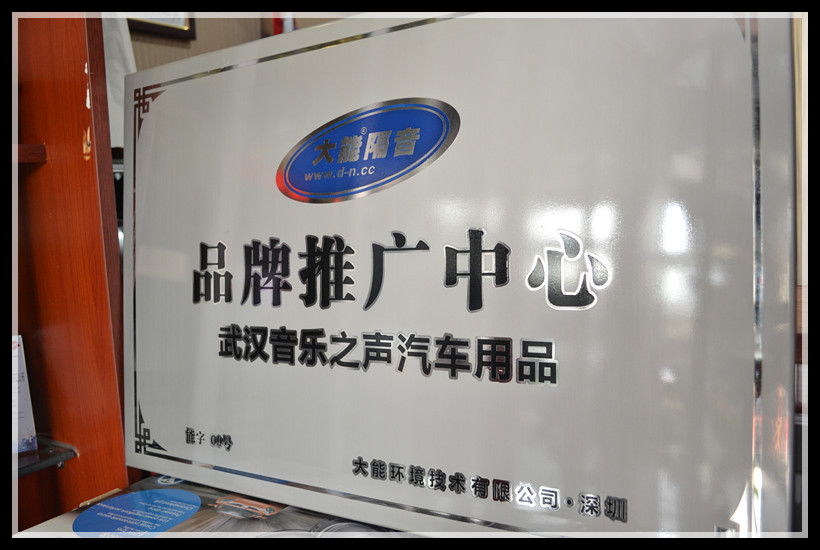 大能®隔音
www.d-n.cc
品牌推广中心
武汉音乐之声汽车用品
能字 09号
大能环境技术有限公司·深圳